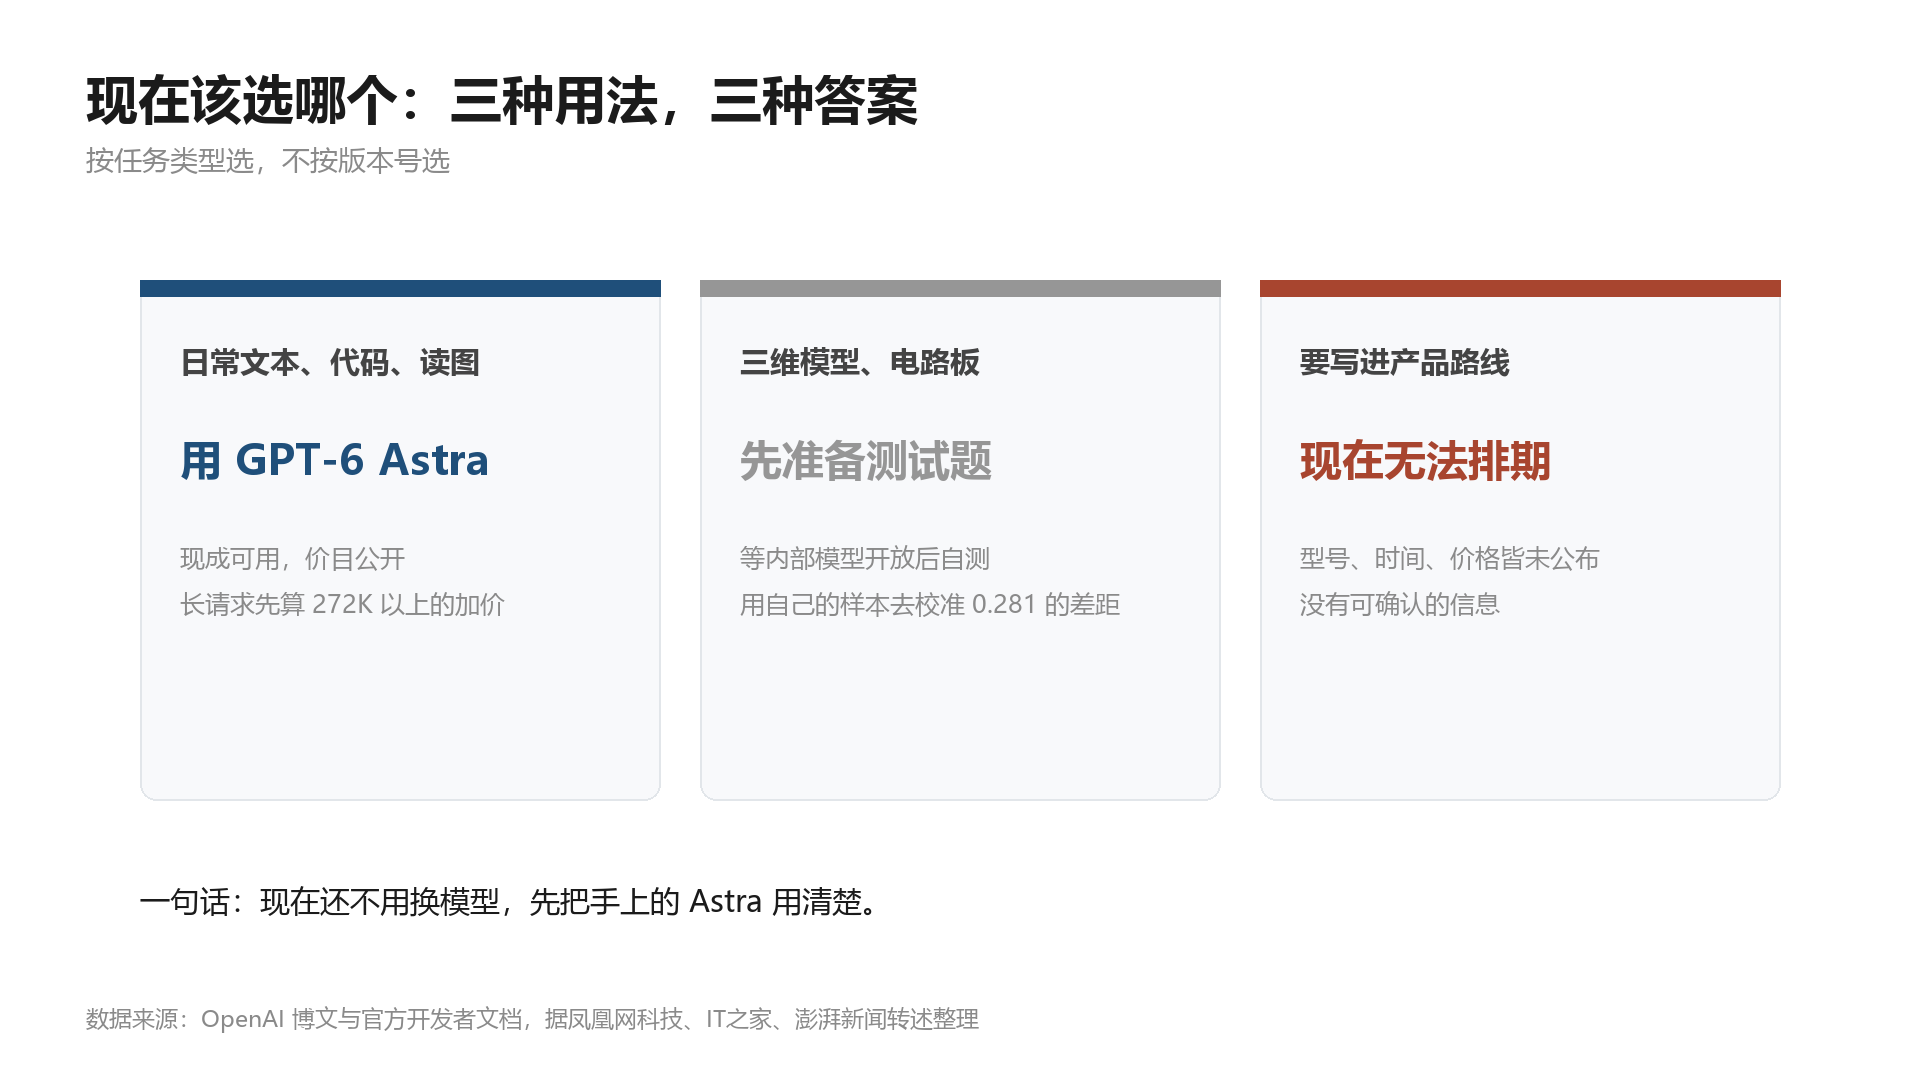 现在该选哪个：三种用法，三种答案
按任务类型选，不按版本号选
日常文本、代码、读图
用 GPT-6 Astra
现成可用，价目公开
长请求先算 272K 以上的加价
三维模型、电路板
先准备测试题
等内部模型开放后自测
用自己的样本去校准 0.281 的差距
要写进产品路线
现在无法排期
型号、时间、价格皆未公布
没有可确认的信息
一句话：现在还不用换模型，先把手上的 Astra 用清楚。
数据来源：OpenAI 博文与官方开发者文档，据凤凰网科技、IT之家、澎湃新闻转述整理